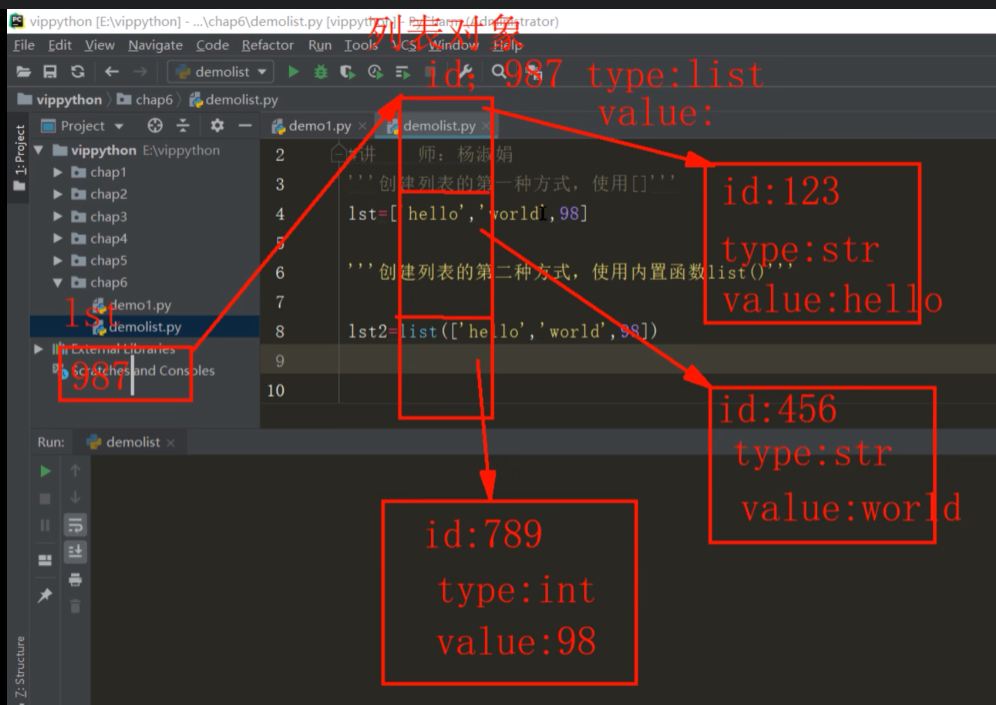 vippython [E:\vippython] - ...\chap6\demolist.py [vippython] - PyCharm (Administrator)
列表对象
File Edit View Navigate Code Refactor Run Tools VCS Window Help
demolist
id; 987 type:list
value:
vippython chap6 demolist.py
1: Project
Project
demo1.py
demolist.py
vippython E:\vippython
chap1
chap2
chap3
chap4
chap5
chap6
demo1.py
demolist.py
External Libraries
Scratches and Consoles
lst
987
2 #讲 师：杨淑娟
3 '''创建列表的第一种方式，使用[]'''
4 lst=['hello','world',98]
5
6 '''创建列表的第二种方式，使用内置函数list()'''
7
8 lst2=list(['hello','world',98])
9
10
id:123
type:str
value:hello
id:456
type:str
value:world
id:789
type:int
value:98
Run: demolist
Z: Structure